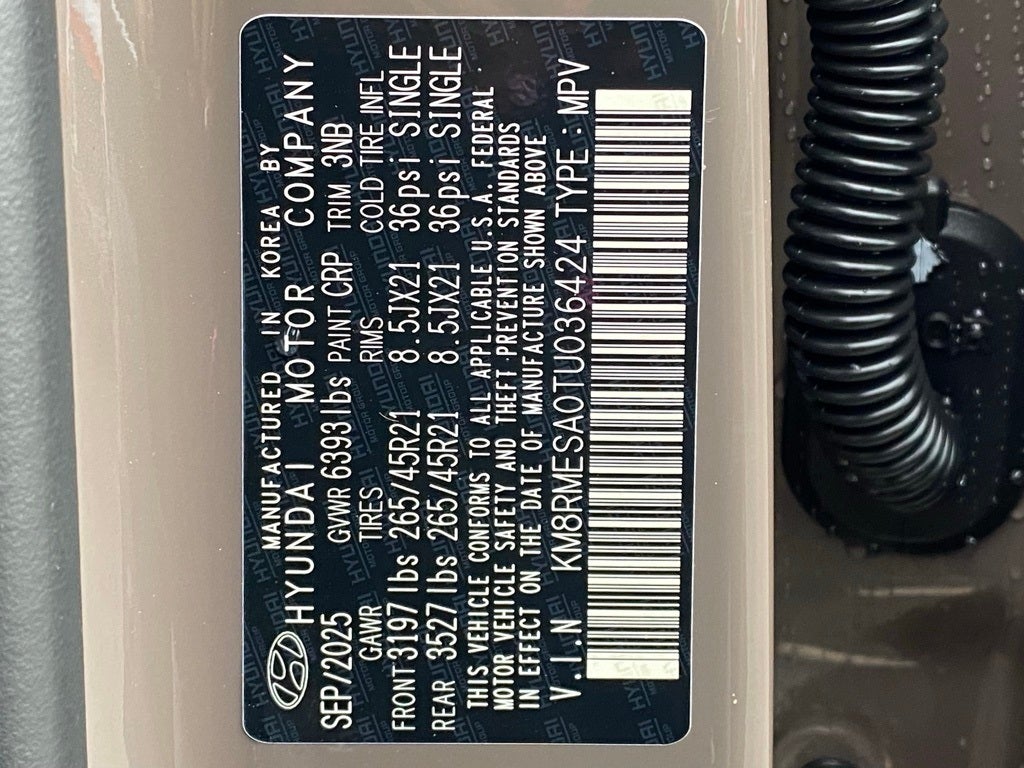 MANUFACTURED IN KOREA BY
HYUNDAI MOTOR COMPANY
SEP/2025 GVWR 6393lbs PAINT CRP TRIM 3NB
GAWR TIRES RIMS COLD TIRE INFL
FRONT 3197lbs 265/45R21 8.5JX21 36psi SINGLE
REAR 3527lbs 265/45R21 8.5JX21 36psi SINGLE
THIS VEHICLE CONFORMS TO ALL APPLICABLE U.S.A. FEDERAL
MOTOR VEHICLE SAFETY AND THEFT PREVENTION STANDARDS
IN EFFECT ON THE DATE OF MANUFACTURE SHOWN ABOVE
V.I.N KM8RMESA0TU036424 TYPE:MPV